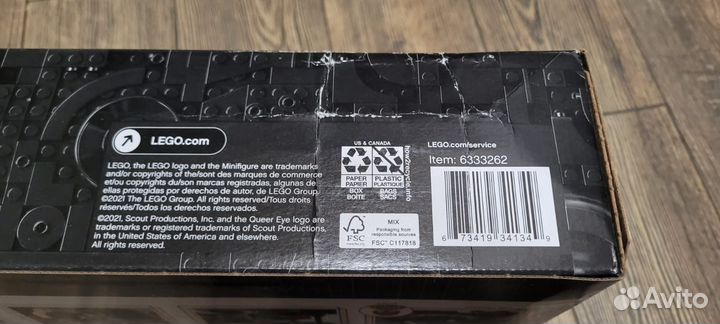 LEGO.com
LEGO, the LEGO logo and the Minifigure are trademarks
and/or copyrights of the/sont des marques de commerce
et/ou copyrights du/son marcas registradas, algunas de
ellas protegidas por derechos de autor, de LEGO Group.
©2021 The LEGO Group. All rights reserved/Tous droits
réservés/Todos los derechos reservados.
©2021, Scout Productions, Inc. and the Queer Eye logo are
trademarks or registered trademarks of Scout Productions,
in the United States of America and elsewhere.
All rights reserved.
US & CANADA
PAPER
PAPIER
PLASTIC
PLASTIQUE
BOX
BOÎTE
BAGS
SACS
how2recycle.info
FSC
www.fsc.org
MIX
Packaging from
responsible sources
FSC™ C117818
LEGO.com/service
Item: 6333262
6 73419 34134 9
Avito